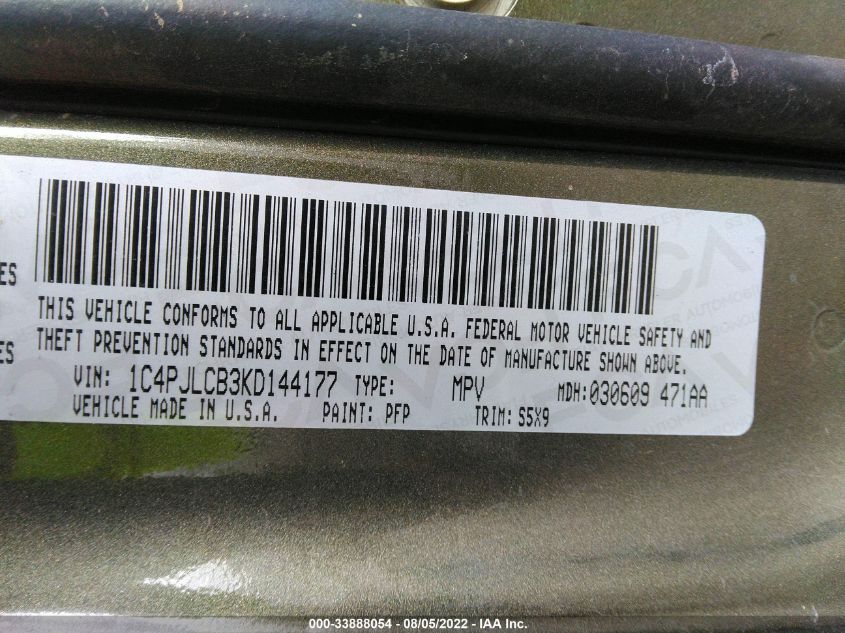 ES
THIS VEHICLE CONFORMS TO ALL APPLICABLE U.S.A. FEDERAL MOTOR VEHICLE SAFETY AND
ES THEFT PREVENTION STANDARDS IN EFFECT ON THE DATE OF MANUFACTURE SHOWN ABOVE.
VIN: 1C4PJLCB3KD144177 TYPE: MPV MDH:030609 471AA
VEHICLE MADE IN U.S.A. PAINT: PFP TRIM: S5X9
000-33888054 - 08/05/2022 - IAA Inc.